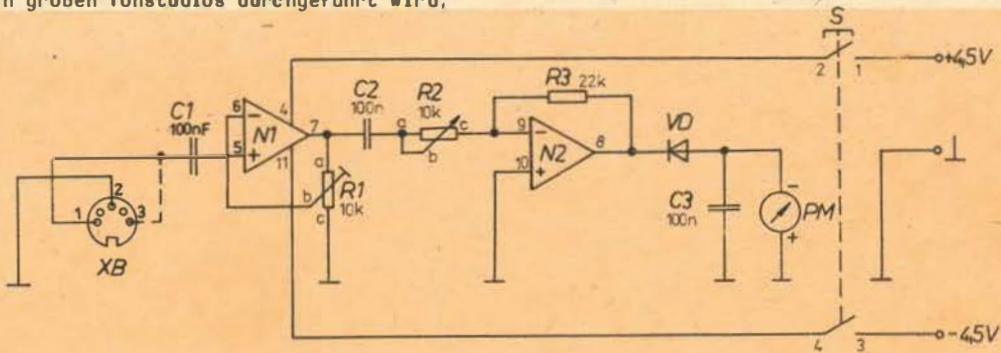 n großen Tonstudios durchgeführt wird,
S
2 1
+4,5V
C1
100nF
6
-
4
N1
7
5
+
11
C2
100n
R2
10k
a
c
b
R3 22k
9
-
8
N2
10
+
VD
⊥
a
b
c
R1
10k
C3
100n
-
PM
+
1
2
3
XB
4 3
-4,5V